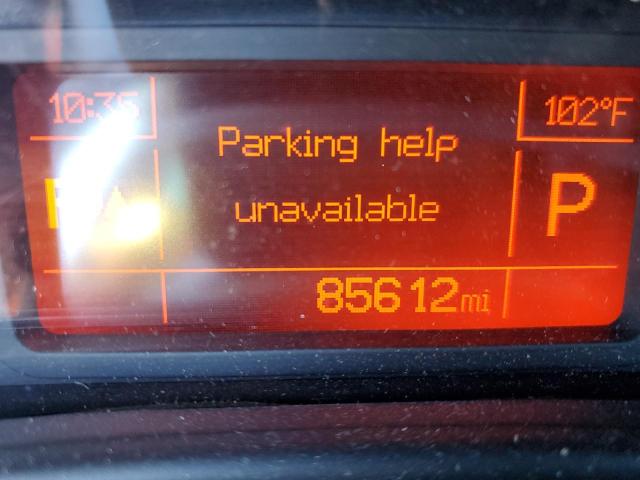 10:35 102°F
Parking help
unavailable
P P
85612mi